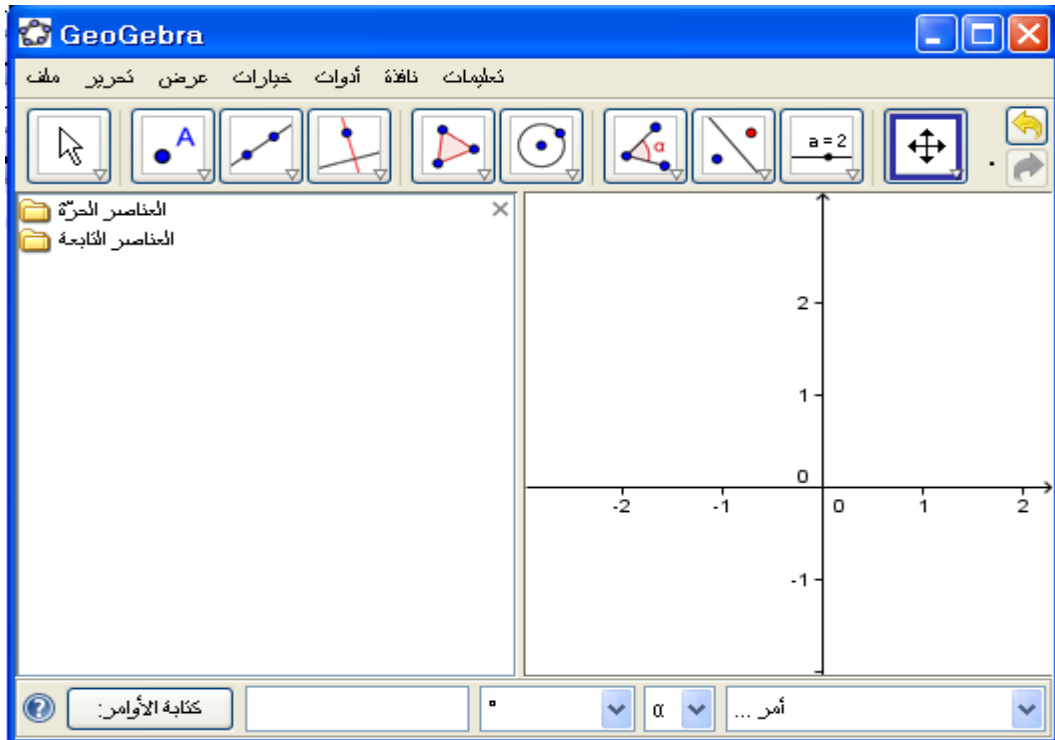 GeoGebra
ملف تحرير عرض خيارات أدوات نافذة تعليمات
A α a = 2
العناصر الحرّة
العناصر التابعة
2
1
0
-2 -1 0 1 2
-1
كتابة الأوامر: ° α أمر ...